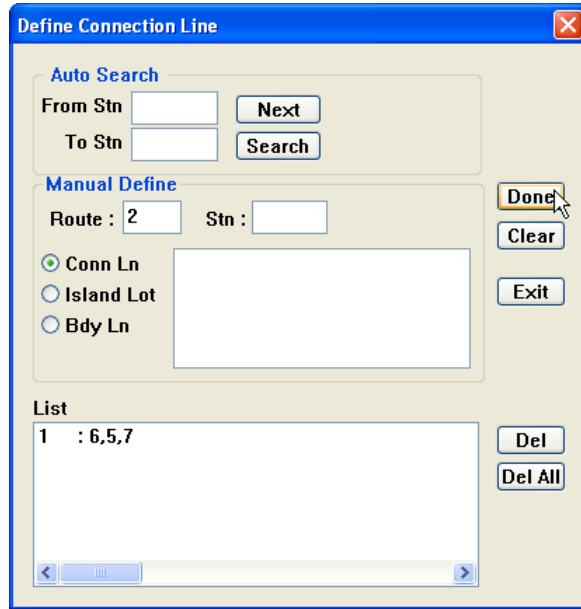 Define Connection Line
Auto Search
From Stn
Next
To Stn
Search
Manual Define
Route : 2 Stn :
Done
Clear
Conn Ln
Island Lot
Bdy Ln
Exit
List
1 : 6,5,7
Del
Del All